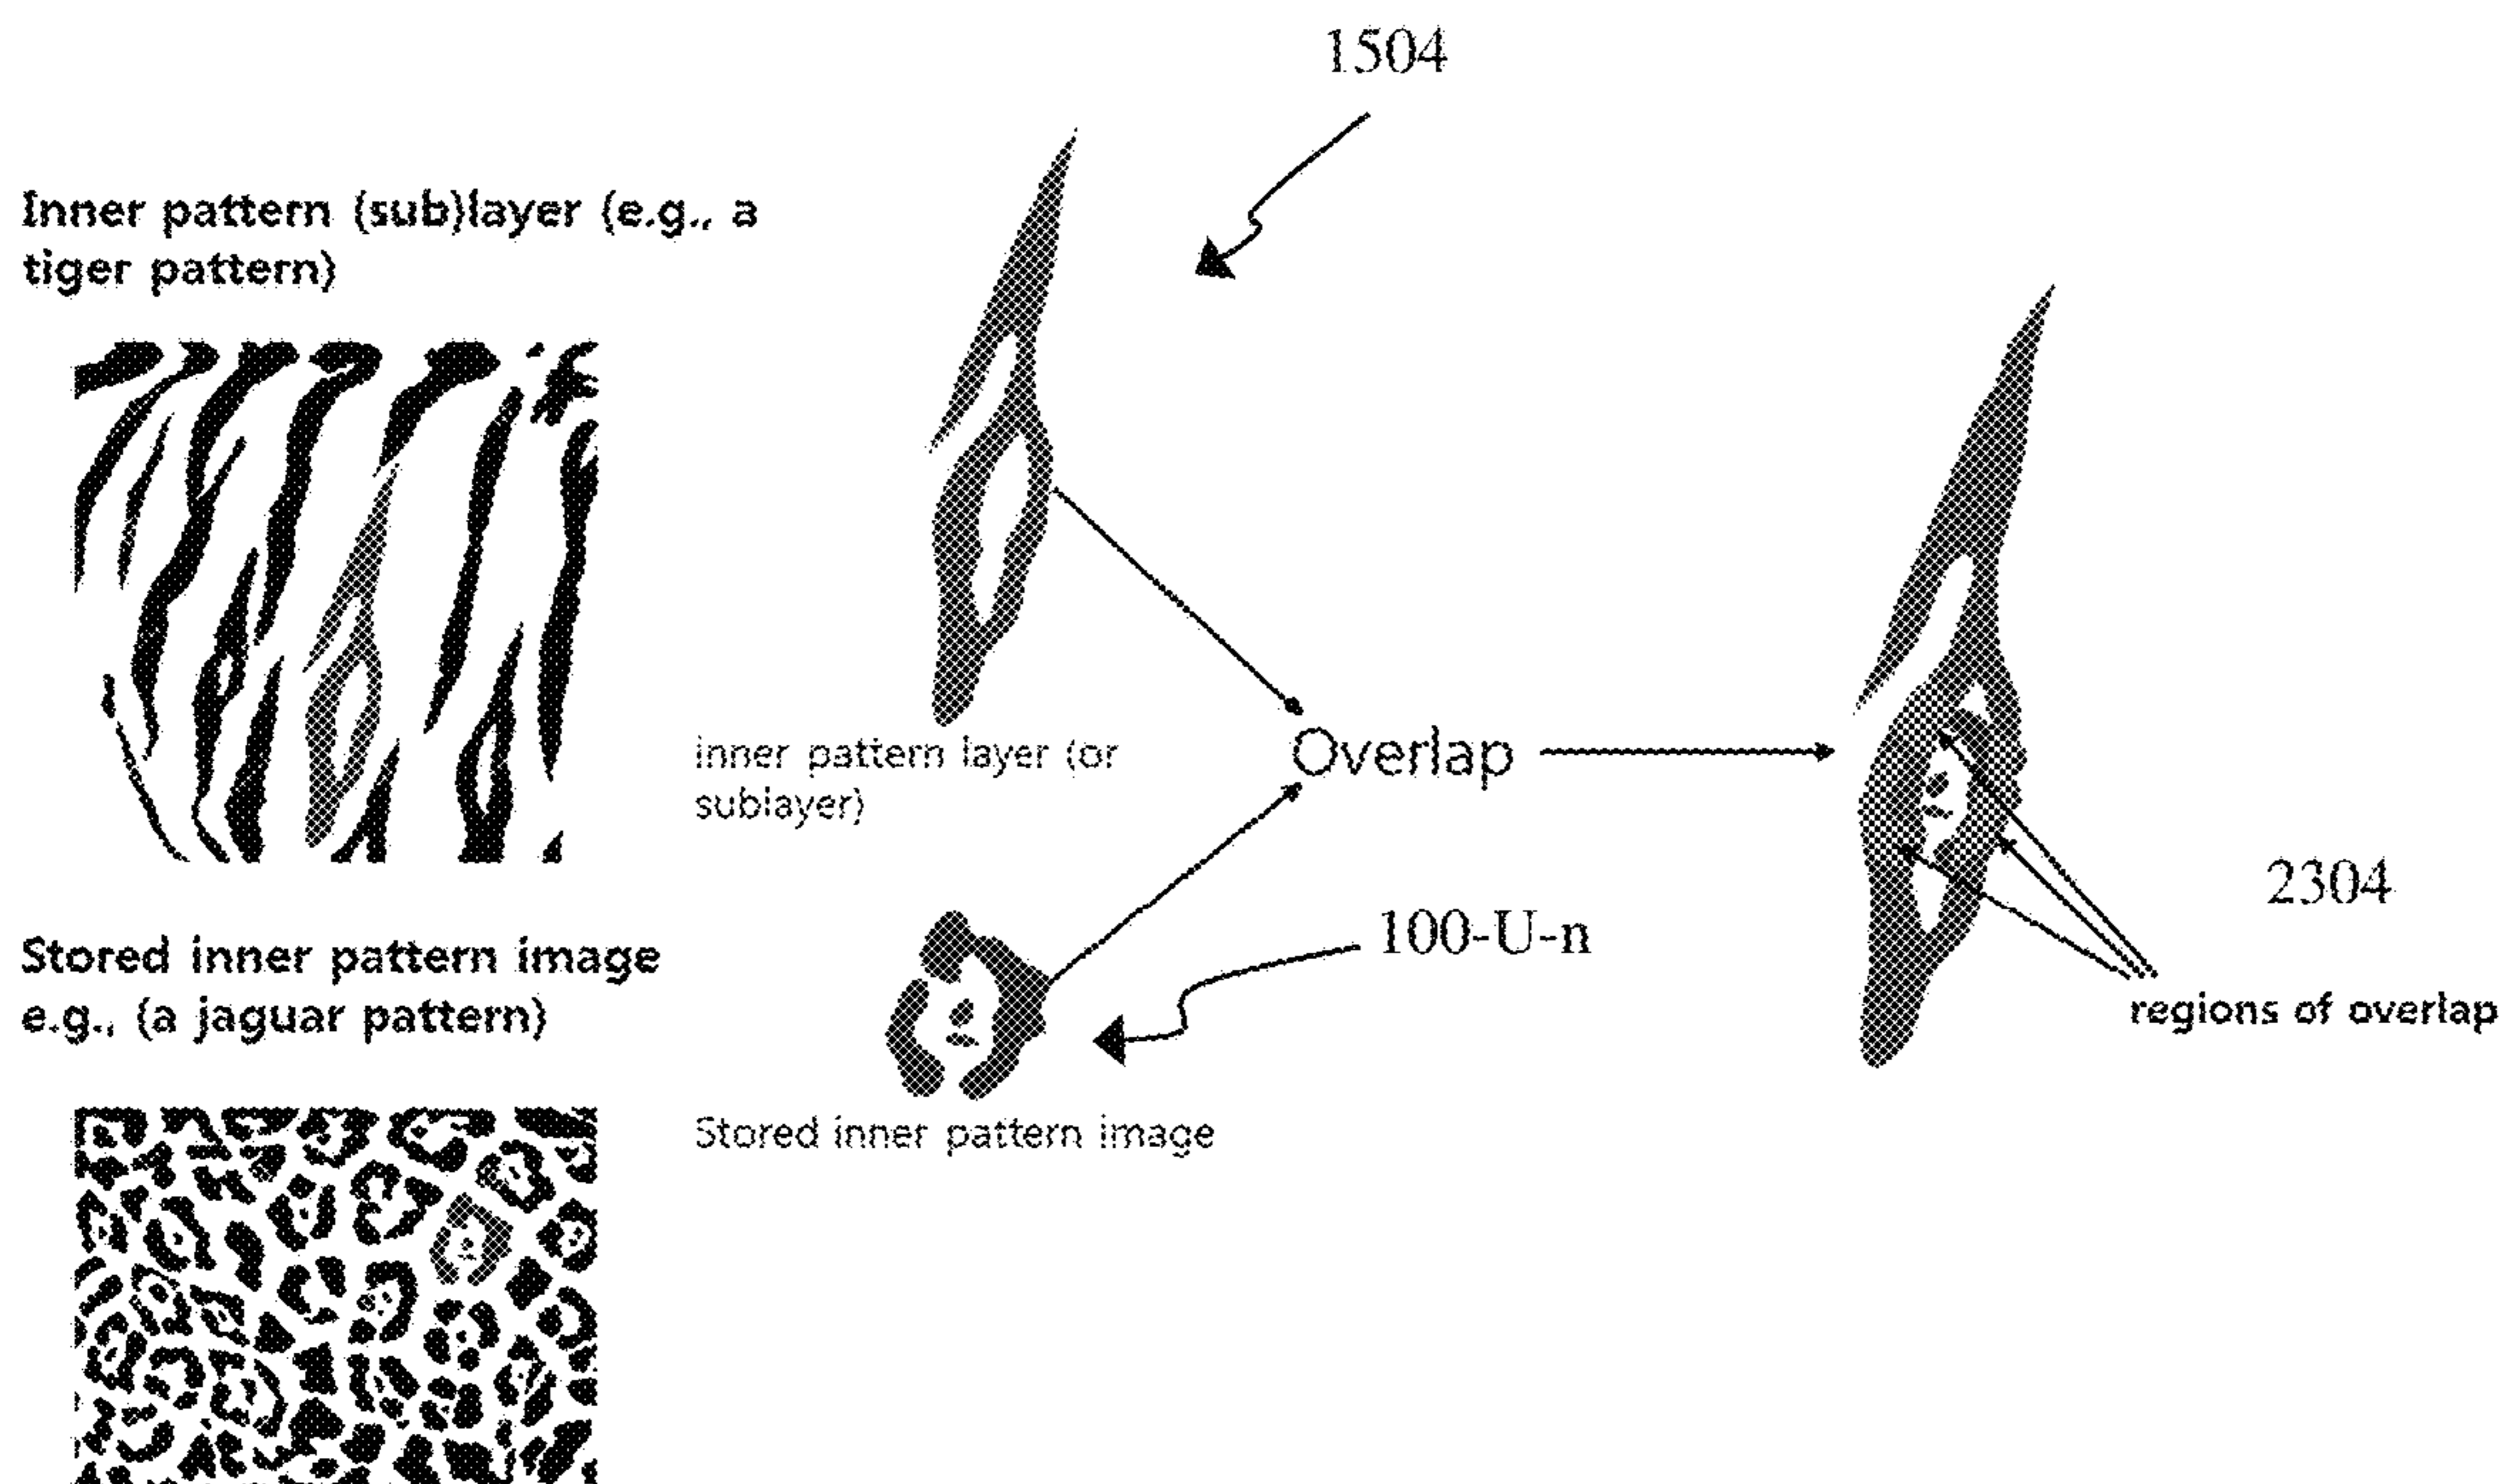 1504
Inner pattern (sub)layer (e.g., a
tiger pattern)
inner pattern layer (or
sublayer)
Overlap
2304
regions of overlap
100-U-n
Stored inner pattern image
e.g., (a jaguar pattern)
Stored inner pattern image